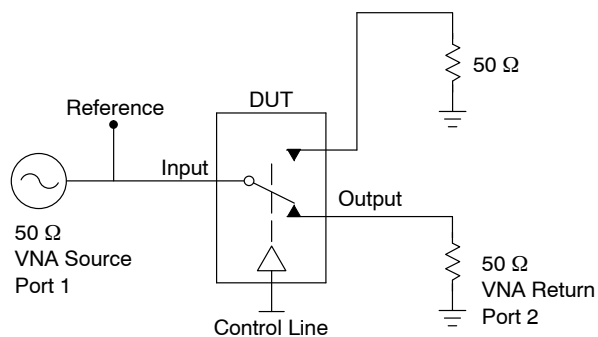 50 Ω
DUT
Reference
Input
Output
50 Ω
VNA Source
Port 1
50 Ω
VNA Return
Port 2
Control Line